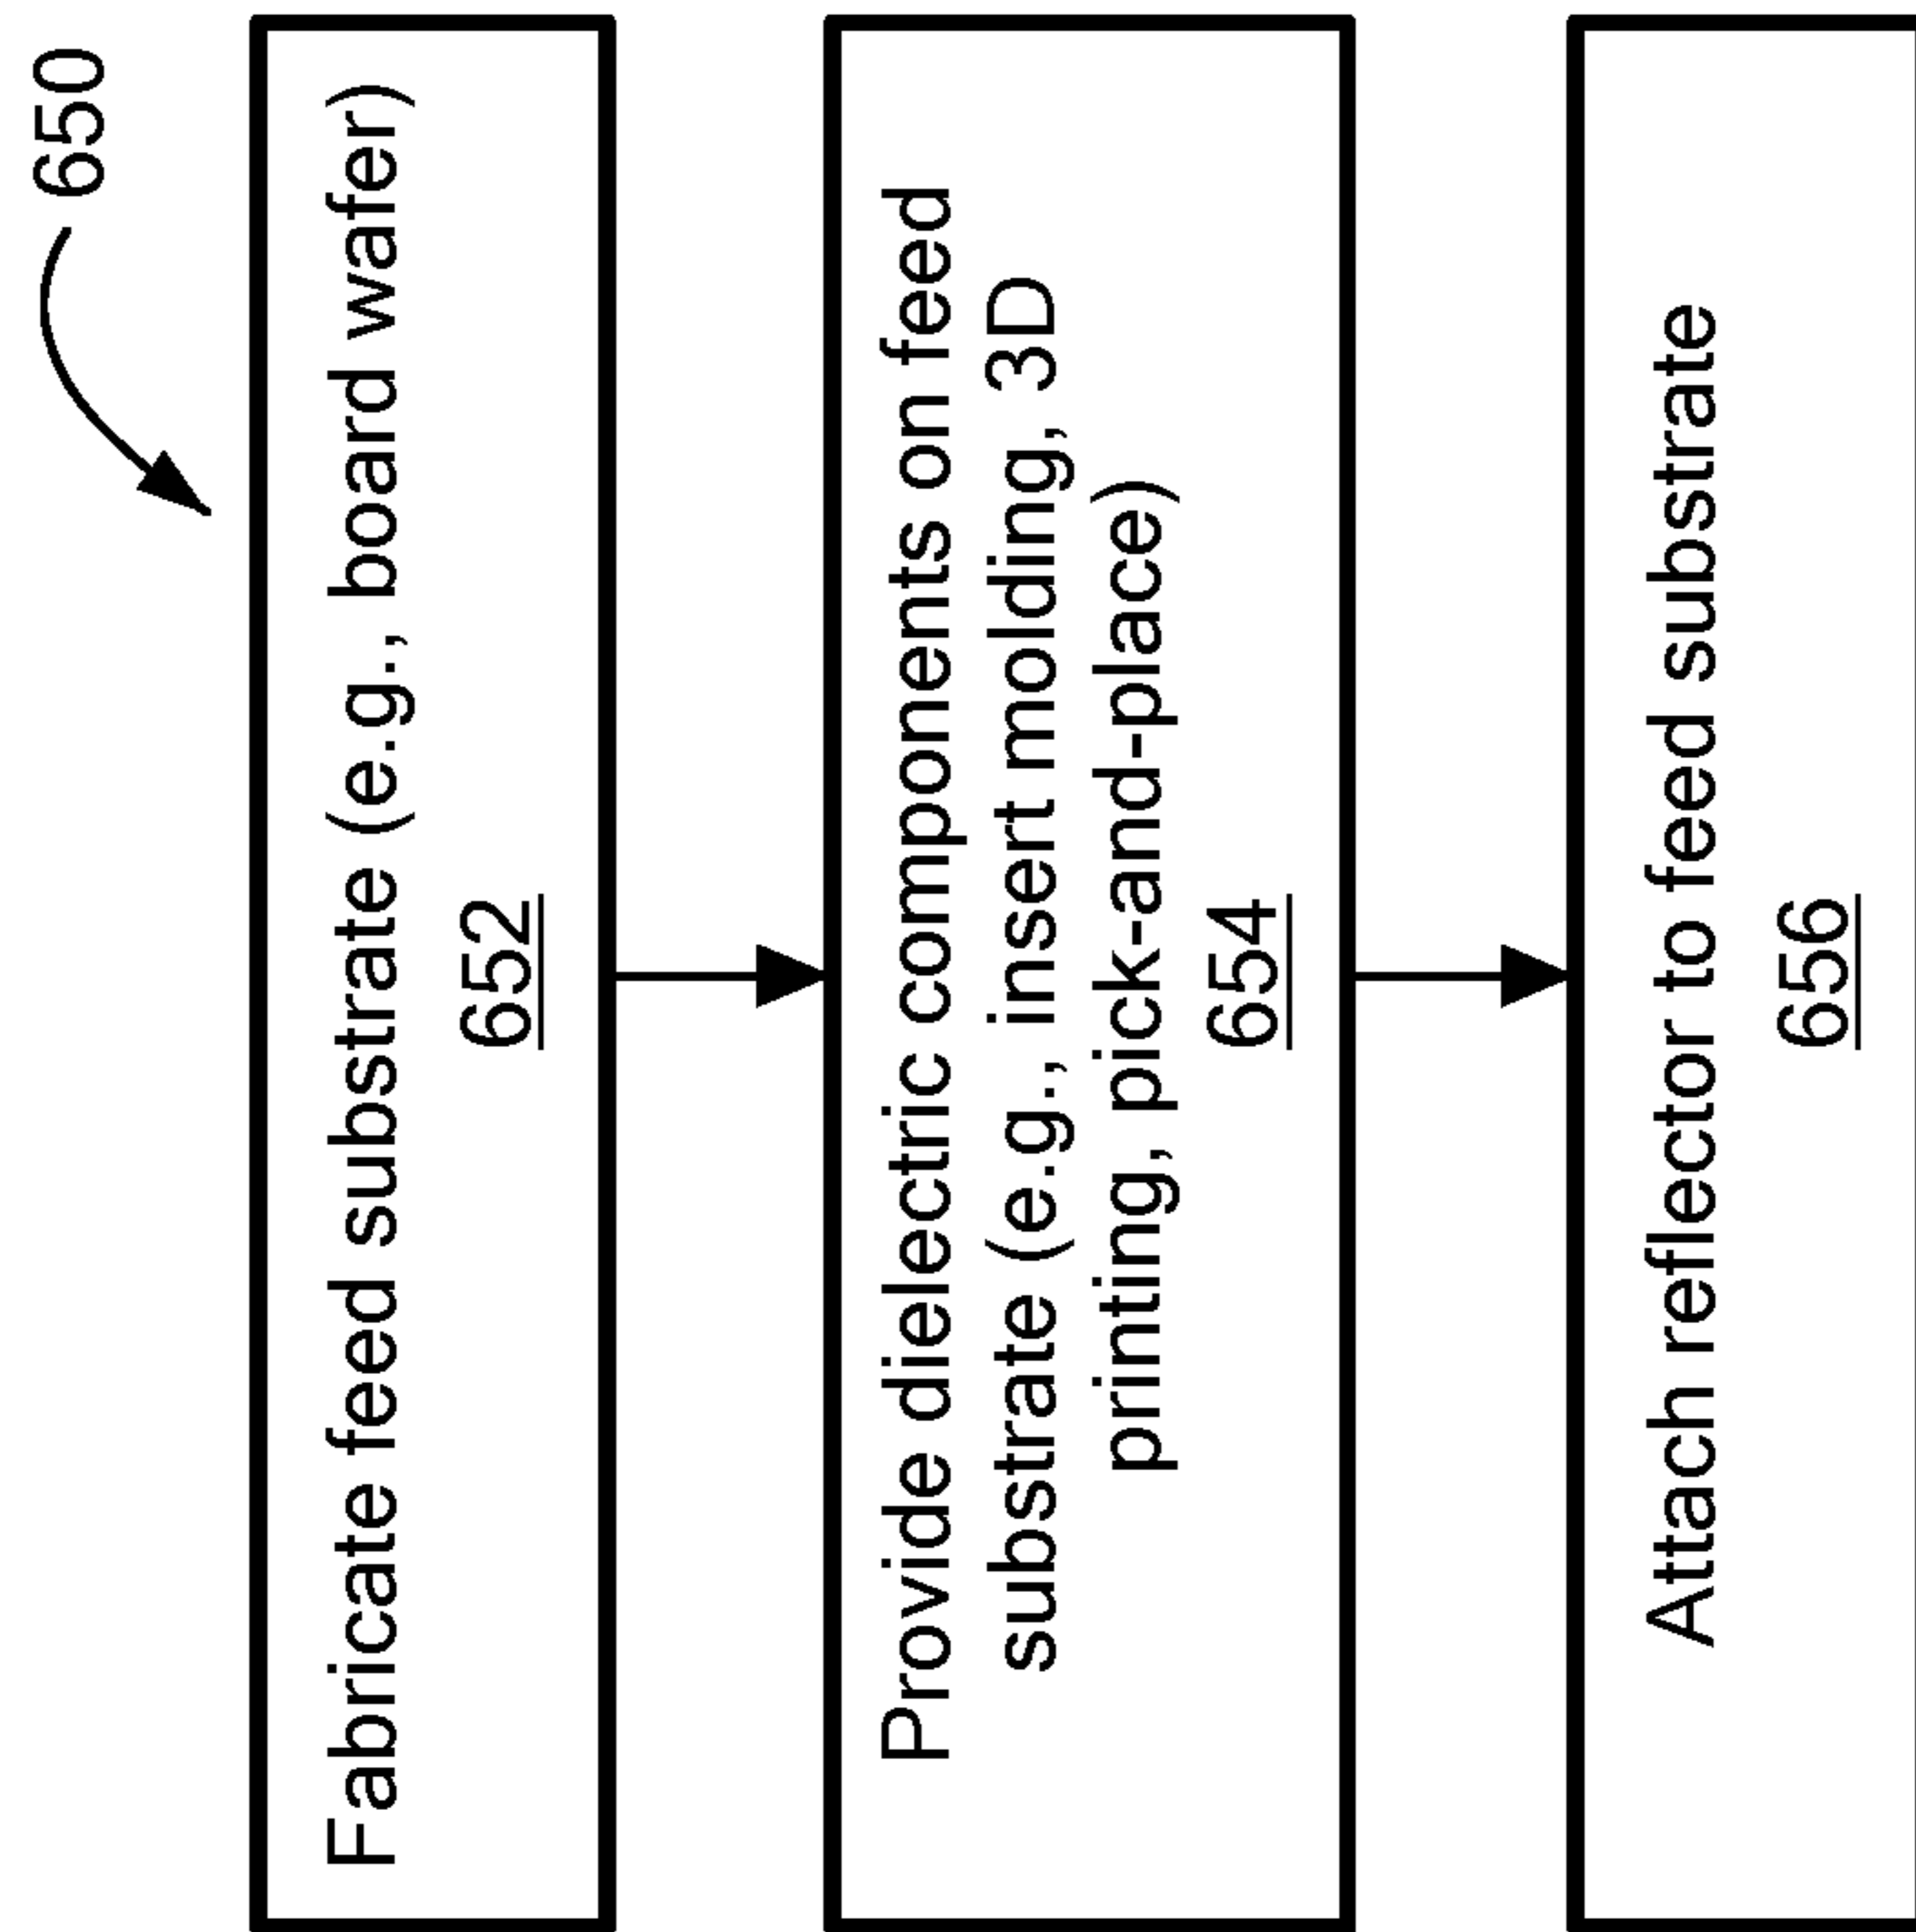 650
Fabricate feed substrate (e.g., board wafer)
652
Provide dielectric components on feed
substrate (e.g., insert molding, 3D
printing, pick-and-place)
654
Attach reflector to feed substrate
656